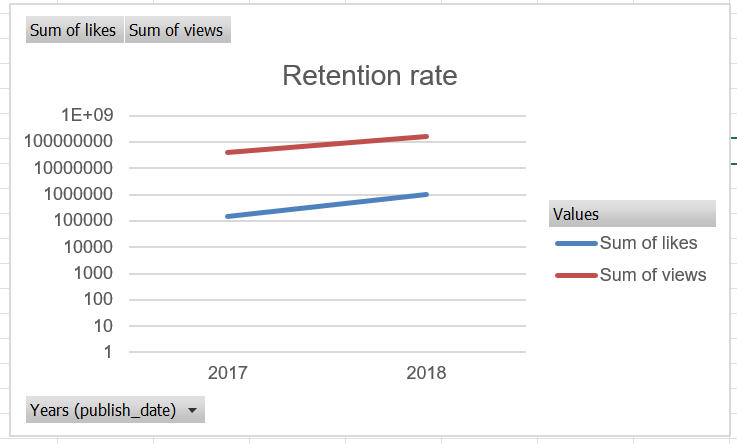 Sum of likes Sum of views
Retention rate
1E+09
100000000
10000000
1000000
100000
10000
1000
100
10
1
2017 2018
Values
Sum of likes
Sum of views
Years (publish_date)